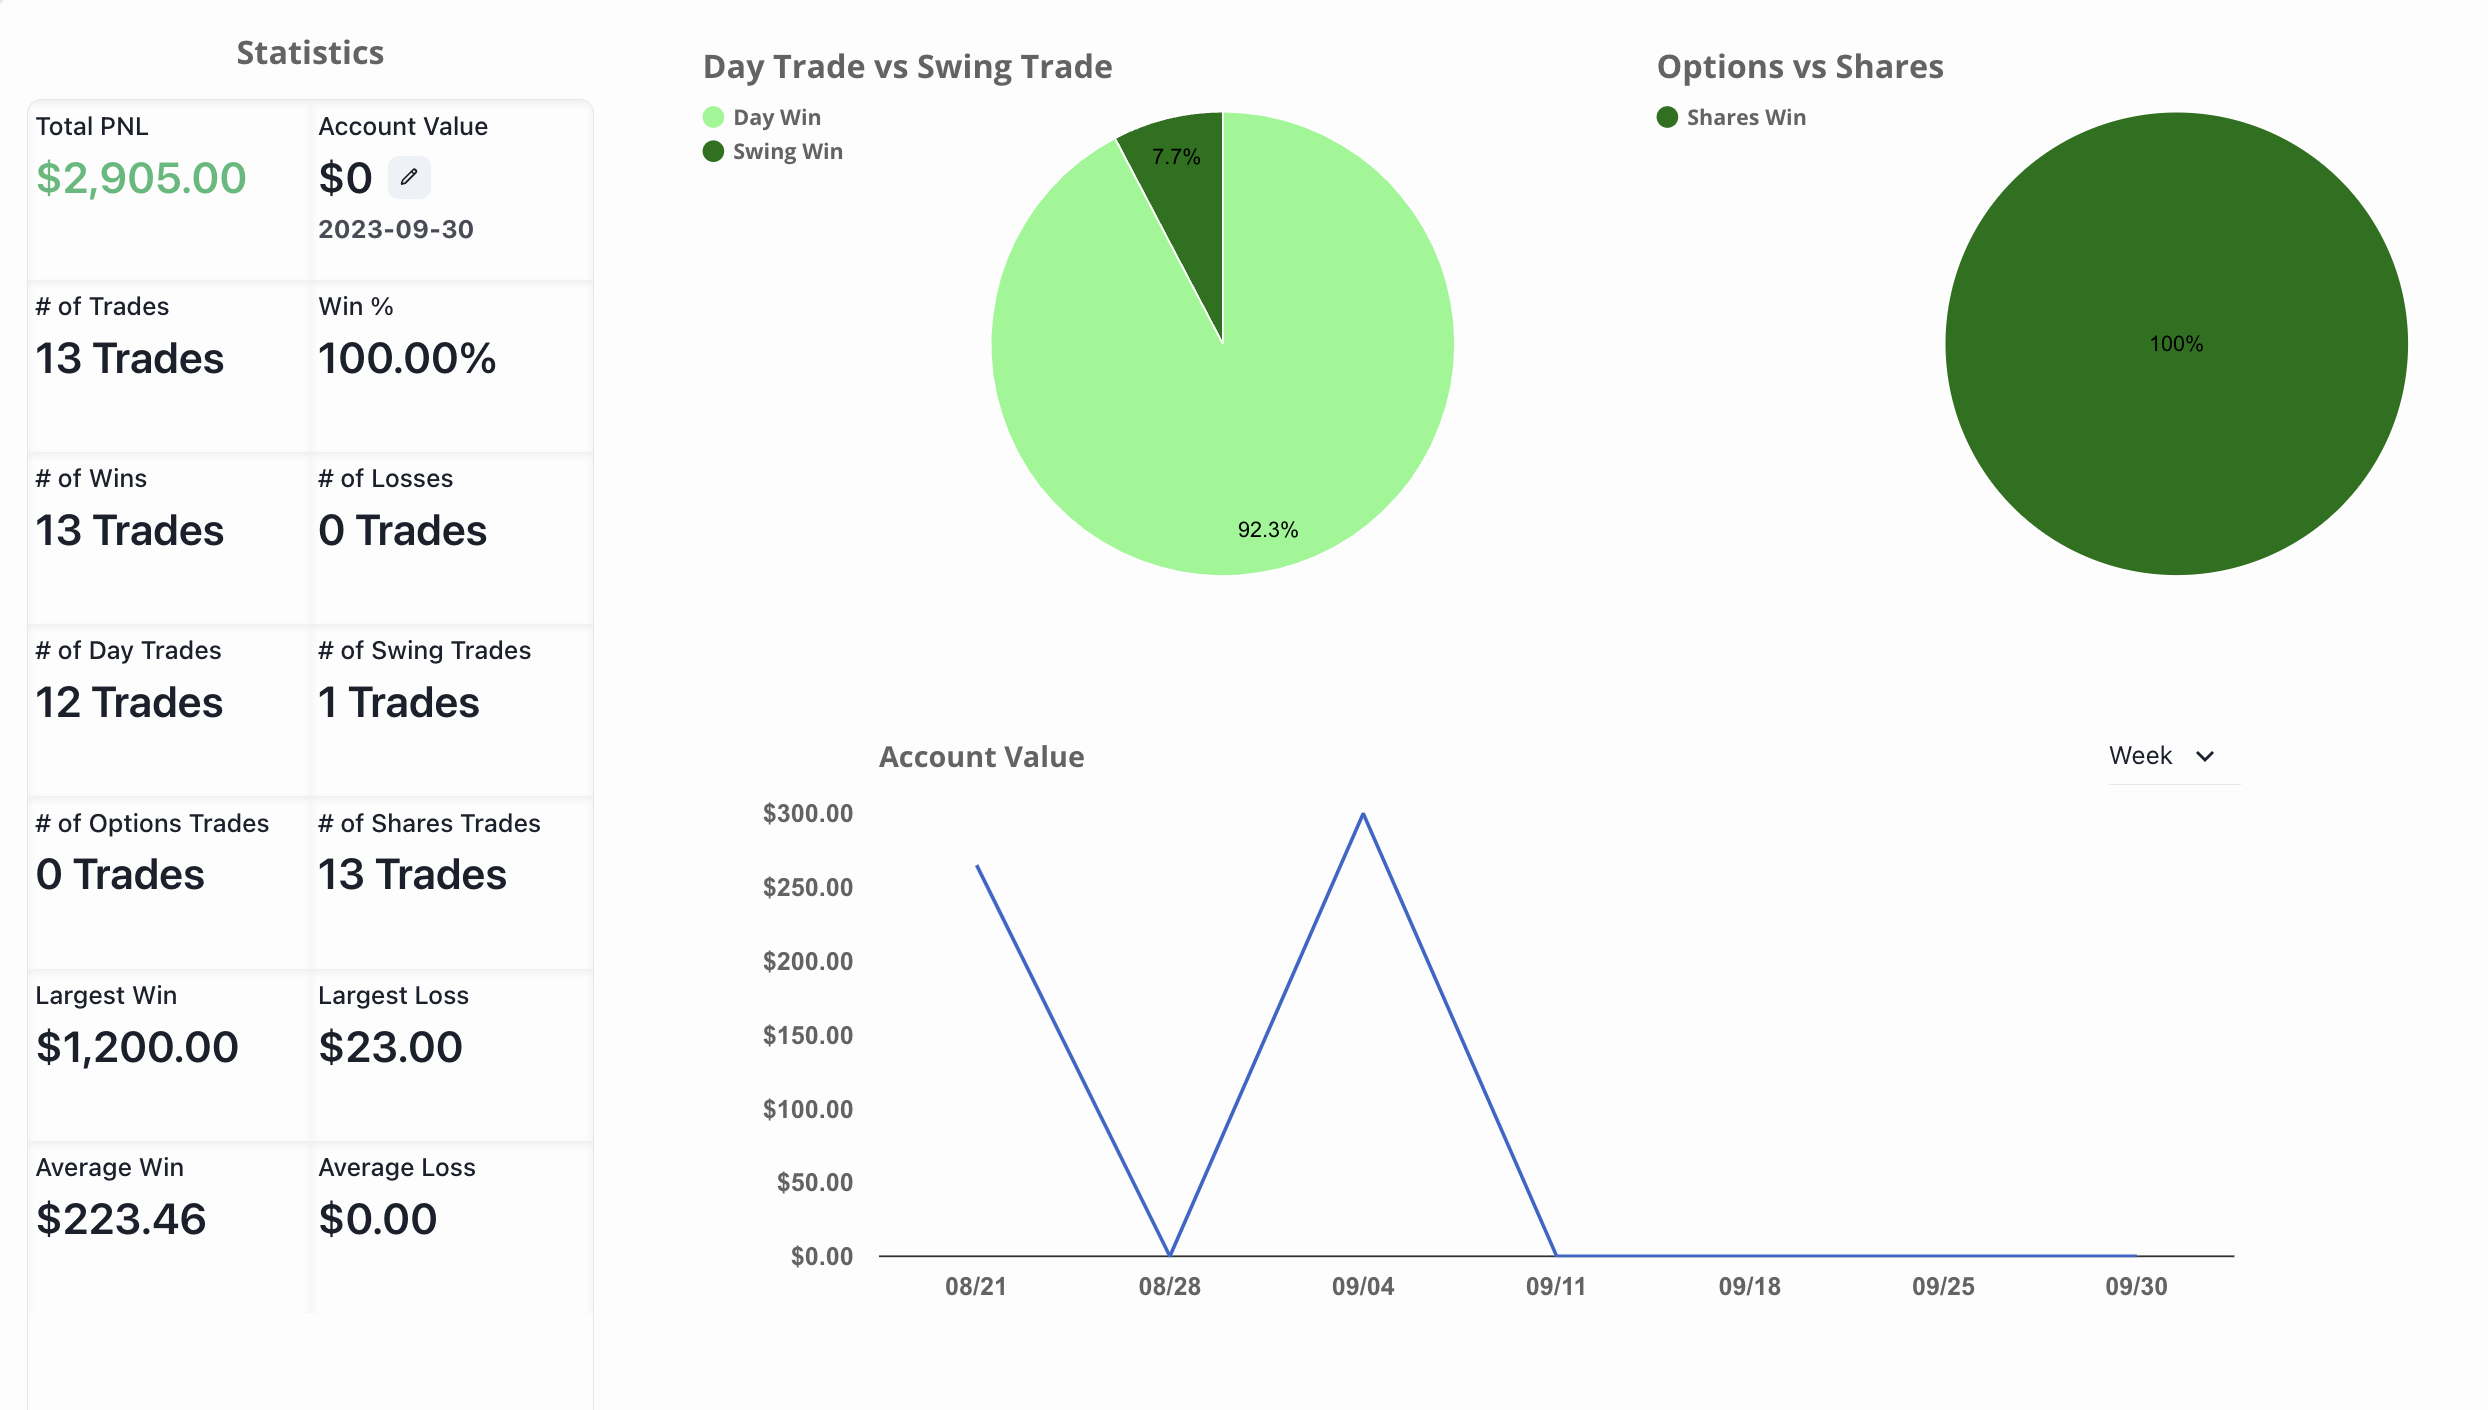 Statistics
Total PNL
$2,905.00
Account Value
$0
2023-09-30
# of Trades
13 Trades
Win %
100.00%
# of Wins
13 Trades
# of Losses
0 Trades
# of Day Trades
12 Trades
# of Swing Trades
1 Trades
# of Options Trades
0 Trades
# of Shares Trades
13 Trades
Largest Win
$1,200.00
Largest Loss
$23.00
Average Win
$223.46
Average Loss
$0.00
Day Trade vs Swing Trade
Day Win
Swing Win
7.7%
92.3%
Options vs Shares
Shares Win
100%
Account Value
Week
$300.00
$250.00
$200.00
$150.00
$100.00
$50.00
$0.00
08/21 08/28 09/04 09/11 09/18 09/25 09/30